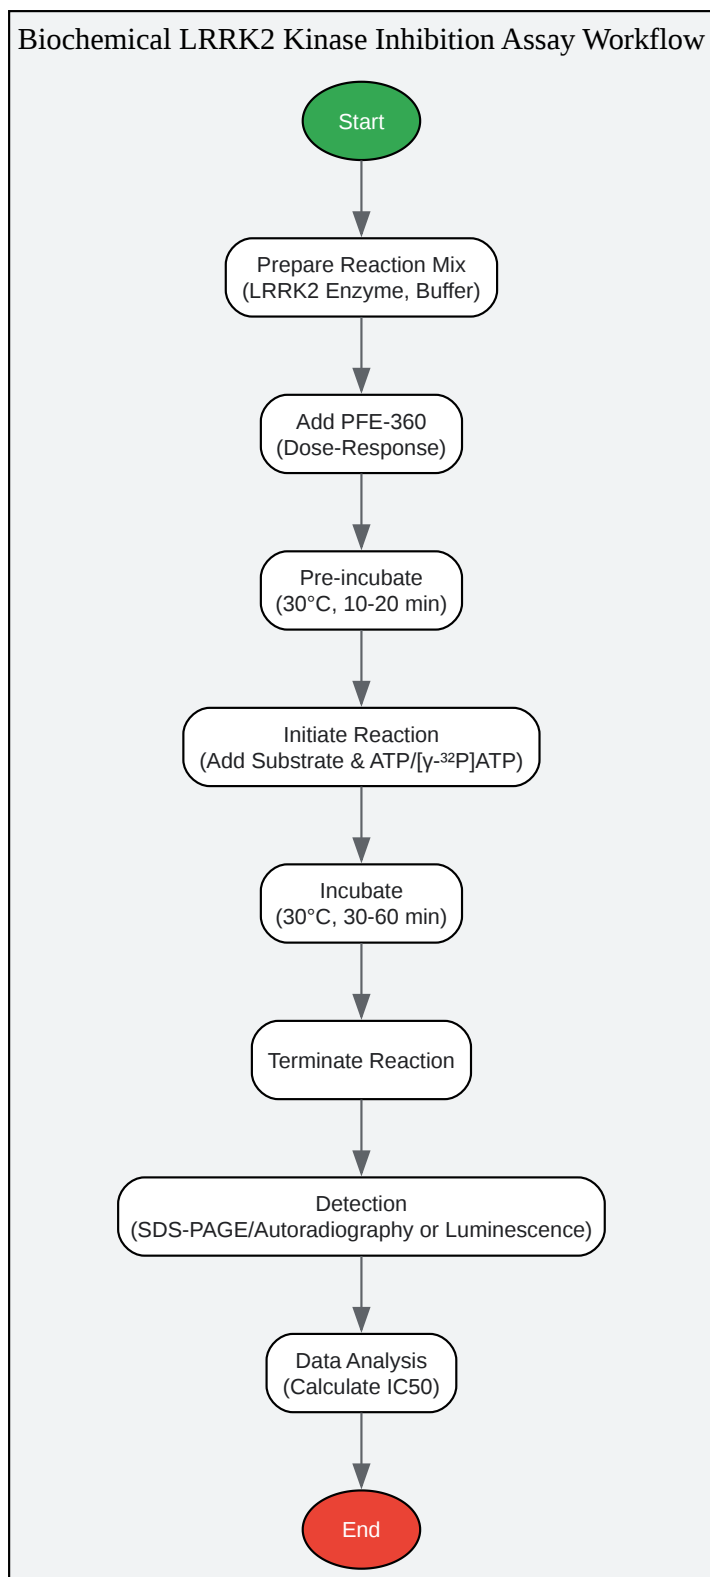 Biochemical LRRK2 Kinase Inhibition Assay Workflow
Start
Prepare Reaction Mix
(LRRK2 Enzyme, Buffer)
Add PFE-360
(Dose-Response)
Pre-incubate
(30°C, 10-20 min)
Initiate Reaction
(Add Substrate & ATP/[γ-³²P]ATP)
Incubate
(30°C, 30-60 min)
Terminate Reaction
Detection
(SDS-PAGE/Autoradiography or Luminescence)
Data Analysis
(Calculate IC50)
End